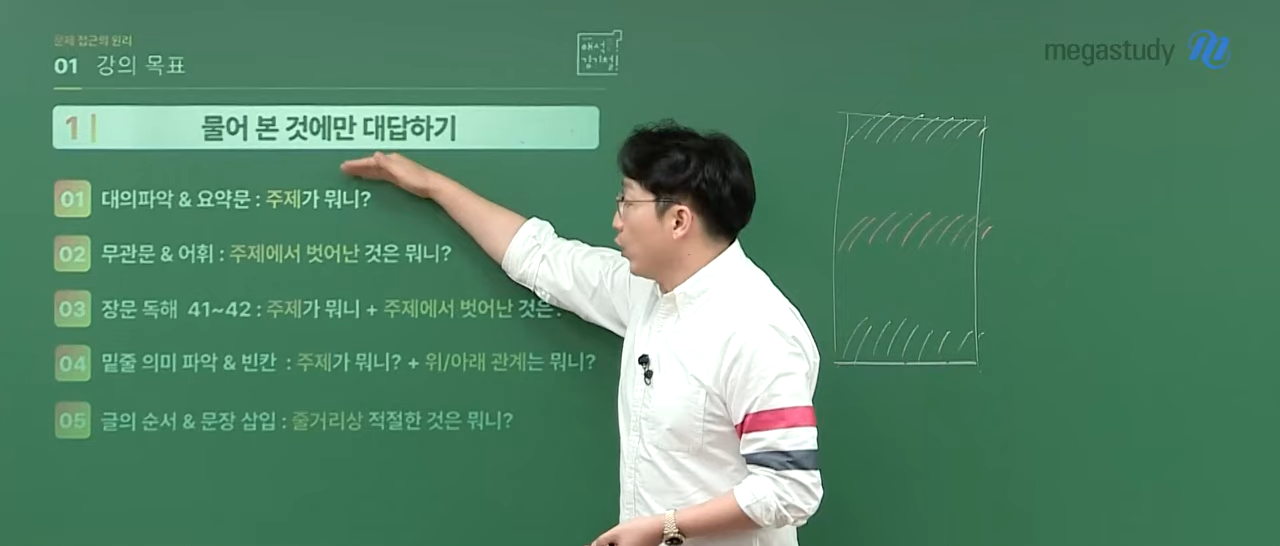 문제 접근의 원리
01 강의 목표
해석은!
김기철!
megastudy
1 물어 본 것에만 대답하기
01 대의파악 & 요약문 : 주제가 뭐니?
02 무관문 & 어휘 : 주제에서 벗어난 것은 뭐니?
03 장문 독해 41~42 : 주제가 뭐니 + 주제에서 벗어난 것은?
04 밑줄 의미 파악 & 빈칸 : 주제가 뭐니? + 위/아래 관계는 뭐니?
05 글의 순서 & 문장 삽입 : 줄거리상 적절한 것은 뭐니?